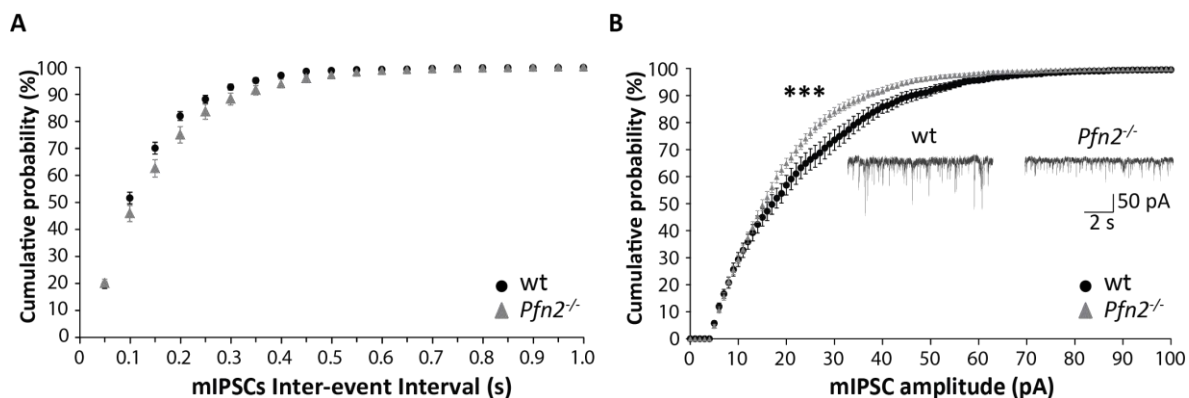 A
Cumulative probability (%)
100
90
80
70
60
50
40
30
20
10
0
0 0.1 0.2 0.3 0.4 0.5 0.6 0.7 0.8 0.9 1.0
mIPSCs Inter-event Interval (s)
wt
Pfn2-/-
B
Cumulative probability (%)
100
90
80
70
60
50
40
30
20
10
0
0 10 20 30 40 50 60 70 80 90 100
mIPSC amplitude (pA)
***
wt
Pfn2-/-
50 pA
2 s
wt
Pfn2-/-